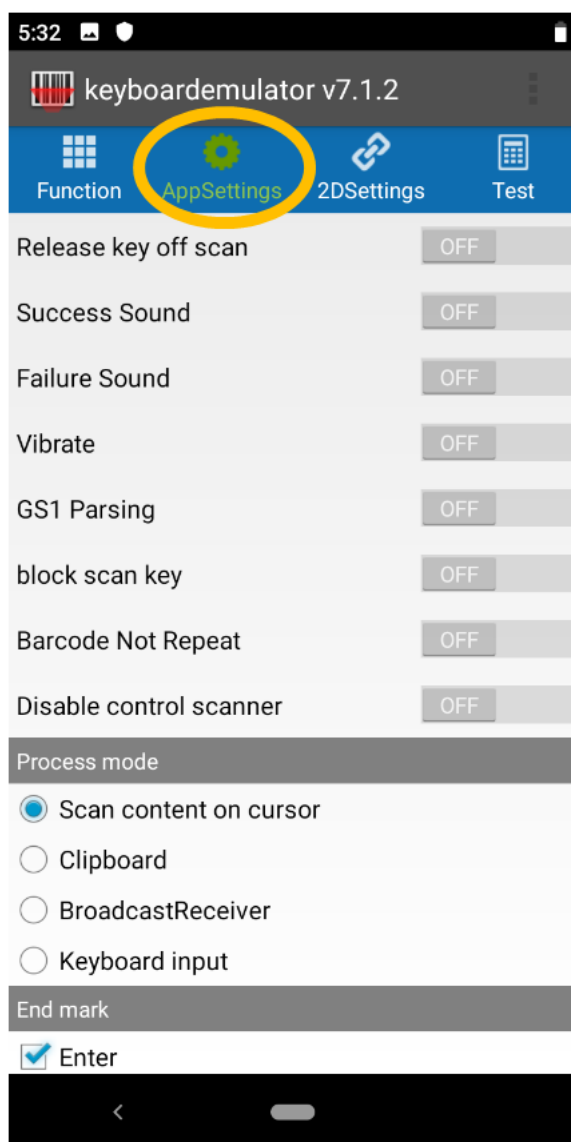 5:32
keyboardemulator v7.1.2
Function AppSettings 2DSettings Test
Release key off scan OFF
Success Sound OFF
Failure Sound OFF
Vibrate OFF
GS1 Parsing OFF
block scan key OFF
Barcode Not Repeat OFF
Disable control scanner OFF
Process mode
Scan content on cursor
Clipboard
BroadcastReceiver
Keyboard input
End mark
Enter